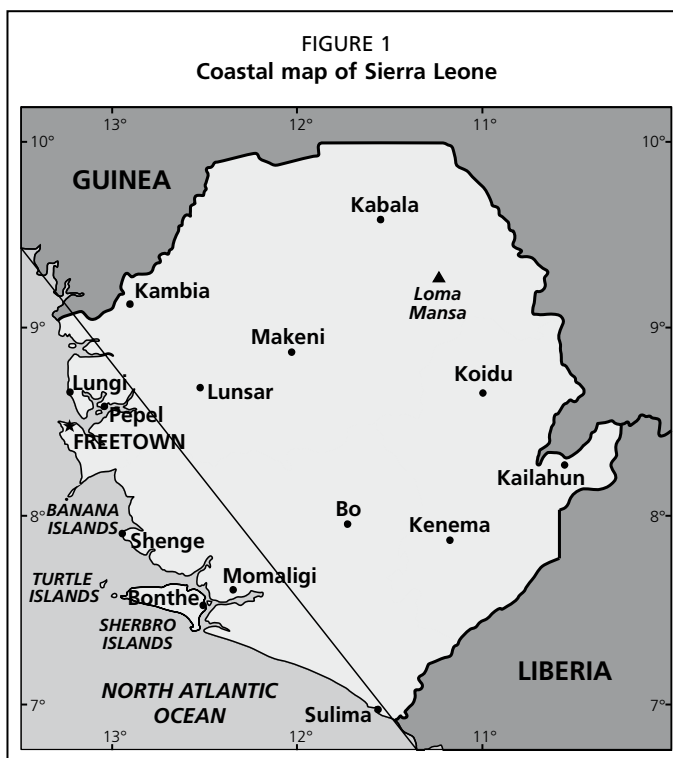 FIGURE 1
Coastal map of Sierra Leone
13° 12° 11°
10° 10°
GUINEA
Kabala
Kambia
Loma
Mansa
9° 9°
Makeni
Koidu
Lungi
Lunsar
Pepel
FREETOWN
Kailahun
BANANA
ISLANDS
8° 8°
Bo
Kenema
Shenge
TURTLE
ISLANDS
Momaligi
Bonthe
SHERBRO
ISLANDS
LIBERIA
NORTH ATLANTIC
OCEAN
7° 7°
Sulima
13° 12° 11°